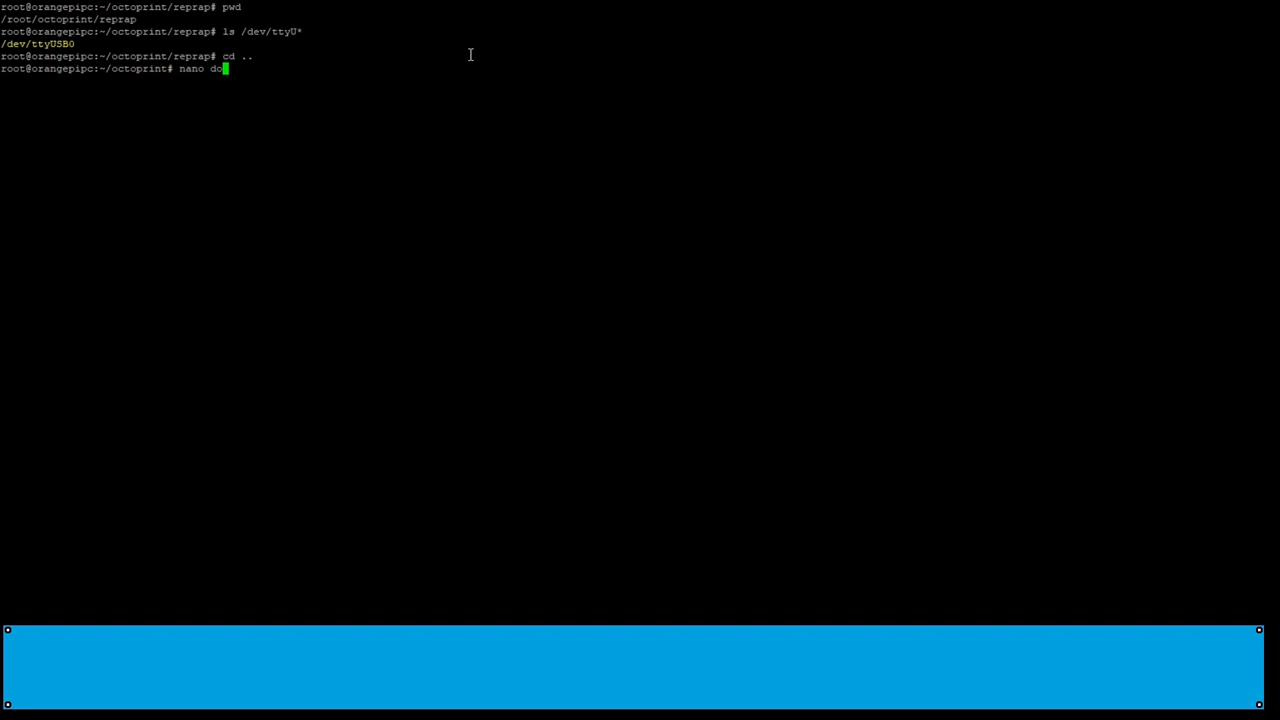 root@orangepipc:~/octoprint/reprap# pwd
/root/octoprint/reprap
root@orangepipc:~/octoprint/reprap# ls /dev/ttyU*
/dev/ttyUSB0
root@orangepipc:~/octoprint/reprap# cd ..
root@orangepipc:~/octoprint# nano do